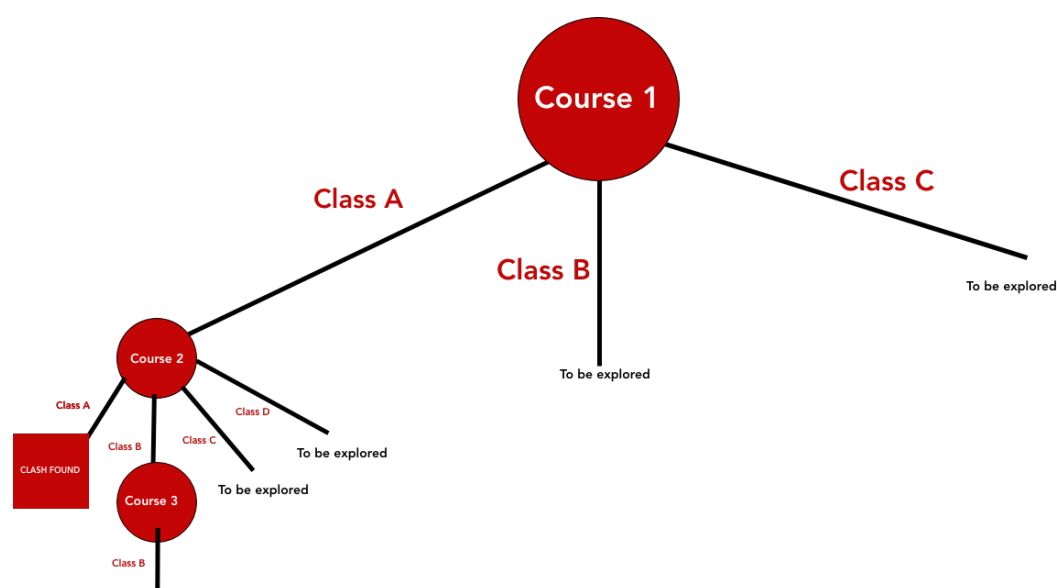 Course 1
Class A
Class C
Class B
To be explored
To be explored
Course 2
Class A
Class D
Class B
Class C
To be explored
CLASH FOUND
To be explored
Course 3
Class B